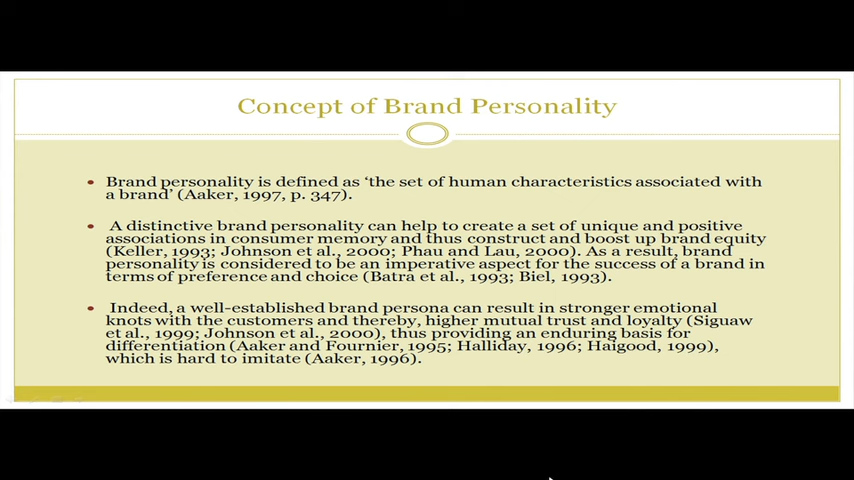 Concept of Brand Personality
• Brand personality is defined as ‘the set of human characteristics associated with
a brand’ (Aaker, 1997, p. 347).
• A distinctive brand personality can help to create a set of unique and positive
associations in consumer memory and thus construct and boost up brand equity
(Keller, 1993; Johnson et al., 2000; Phau and Lau, 2000). As a result, brand
personality is considered to be an imperative aspect for the success of a brand in
terms of preference and choice (Batra et al., 1993; Biel, 1993).
• Indeed, a well-established brand persona can result in stronger emotional
knots with the customers and thereby, higher mutual trust and loyalty (Siguaw
et al., 1999; Johnson et al., 2000), thus providing an enduring basis for
differentiation (Aaker and Fournier, 1995; Halliday, 1996; Haigood, 1999),
which is hard to imitate (Aaker, 1996).